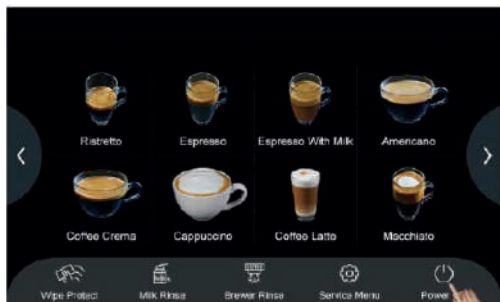 Ristretto
Espresso
Espresso With Milk
Americano
Coffee Crema
Cappuccino
Coffee Latte
Macchiato
Wipe Protect
Milk Rinse
Brewer Rinse
Service Menu
Power